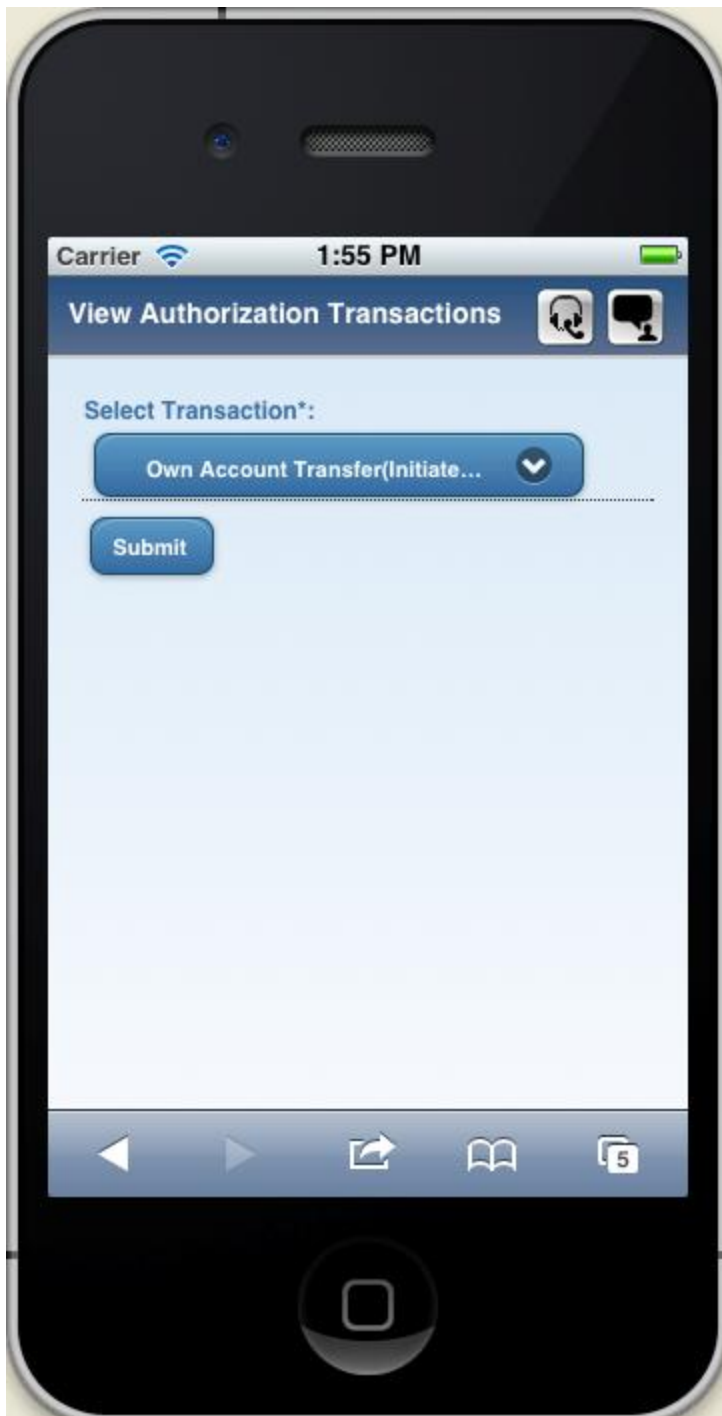 Carrier 1:55 PM
View Authorization Transactions
Select Transaction*:
Own Account Transfer(Initiate...
Submit
5